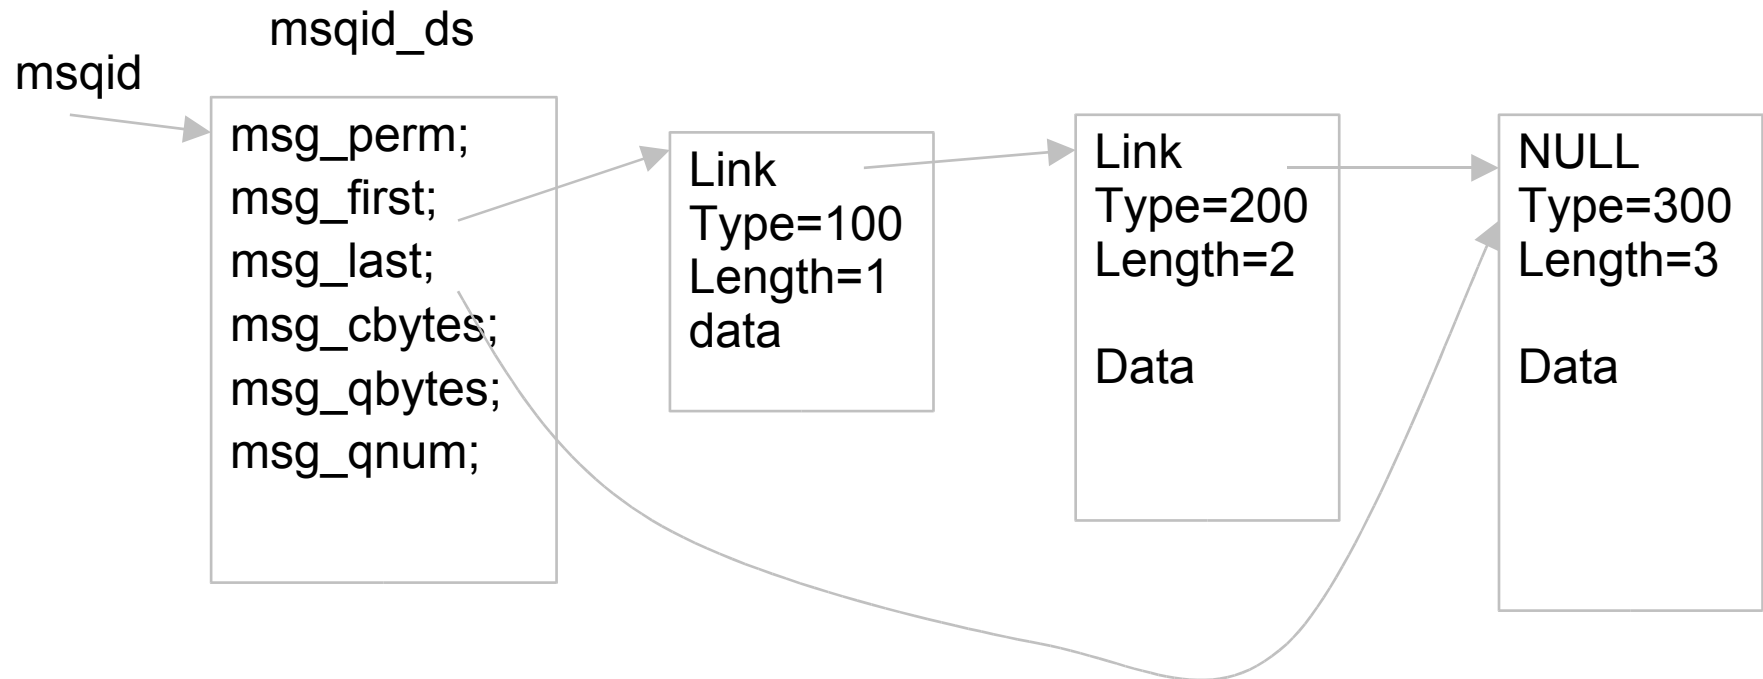 msqid_ds
msqid
msg_perm;
msg_first;
msg_last;
msg_cbytes;
msg_qbytes;
msg_qnum;
Link
Type=100
Length=1
data
Link
Type=200
Length=2
Data
NULL
Type=300
Length=3
Data